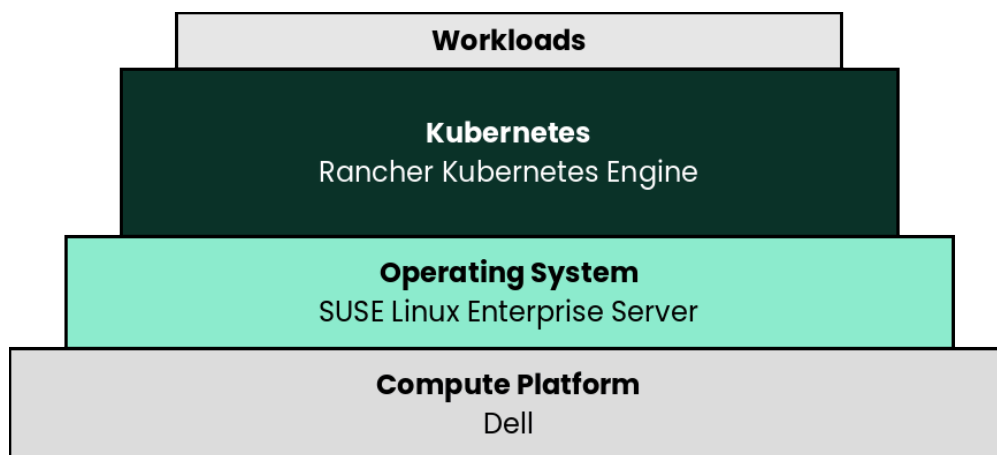 Workloads
Kubernetes
Rancher Kubernetes Engine
Operating System
SUSE Linux Enterprise Server
Compute Platform
Dell